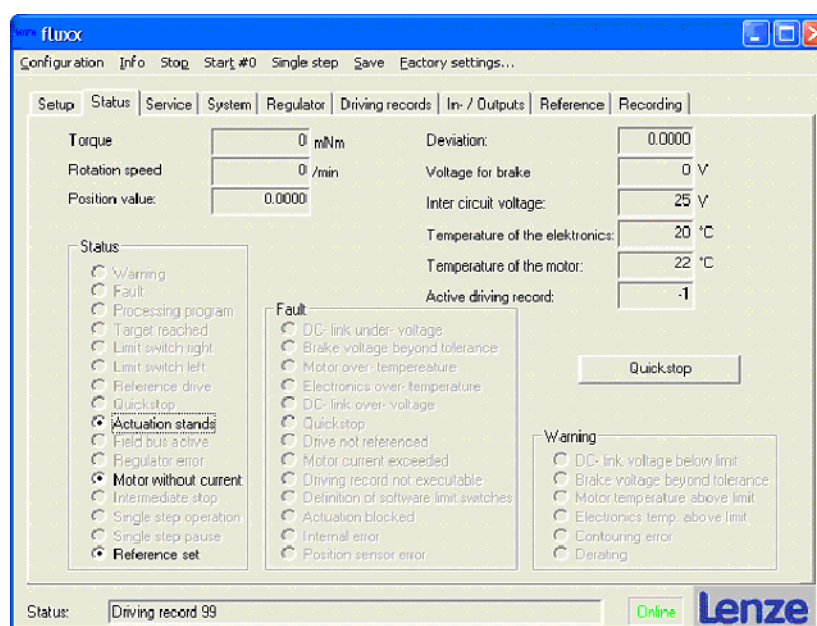 fluxx
Configuration Info Stop Start #0 Single step Save Factory settings...
Setup Status Service System Regulator Driving records In- / Outputs Reference Recording
Torque 0 mNm
Rotation speed 0 /min
Position value: 0.0000
Deviation: 0.0000
Voltage for brake 0 V
Inter circuit voltage: 25 V
Temperature of the elektronics: 20 °C
Temperature of the motor: 22 °C
Active driving record: -1
Status
Warning
Fault
Processing program
Target reached
Limit switch right
Limit switch left
Reference drive
Quickstop
Actuation stands
Field bus active
Regulator error
Motor without current
Intermediate stop
Single step operation
Single step pause
Reference set
Fault
DC- link under- voltage
Brake voltage beyond tolerance
Motor over- tempereature
Electronics over- temperature
DC- link over- voltage
Quickstop
Drive not referenced
Motor current exceeded
Driving record not executable
Definition of software limit switches
Actuation blocked
Internal error
Position sensor error
Quickstop
Warning
DC- link voltage below limit
Brake voltage beyond tolerance
Motor temperature above limit
Electronics temp. above limit
Contouring error
Derating
Status: Driving record 99
Online
Lenze